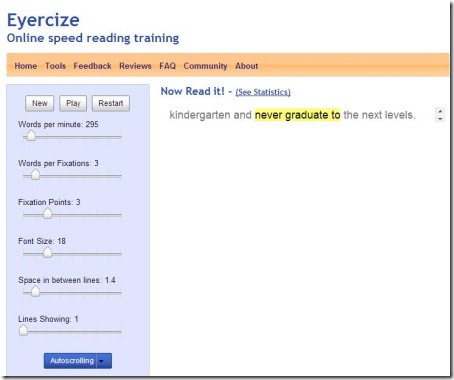 Eyercize
Online speed reading training
Home Tools Feedback Reviews FAQ Community About
New Play Restart
Words per minute: 295
Words per Fixations: 3
Fixation Points: 3
Font Size: 18
Space in between lines: 1.4
Lines Showing: 1
Autoscrolling
Now Read it! - (See Statistics)
kindergarten and never graduate to the next levels.